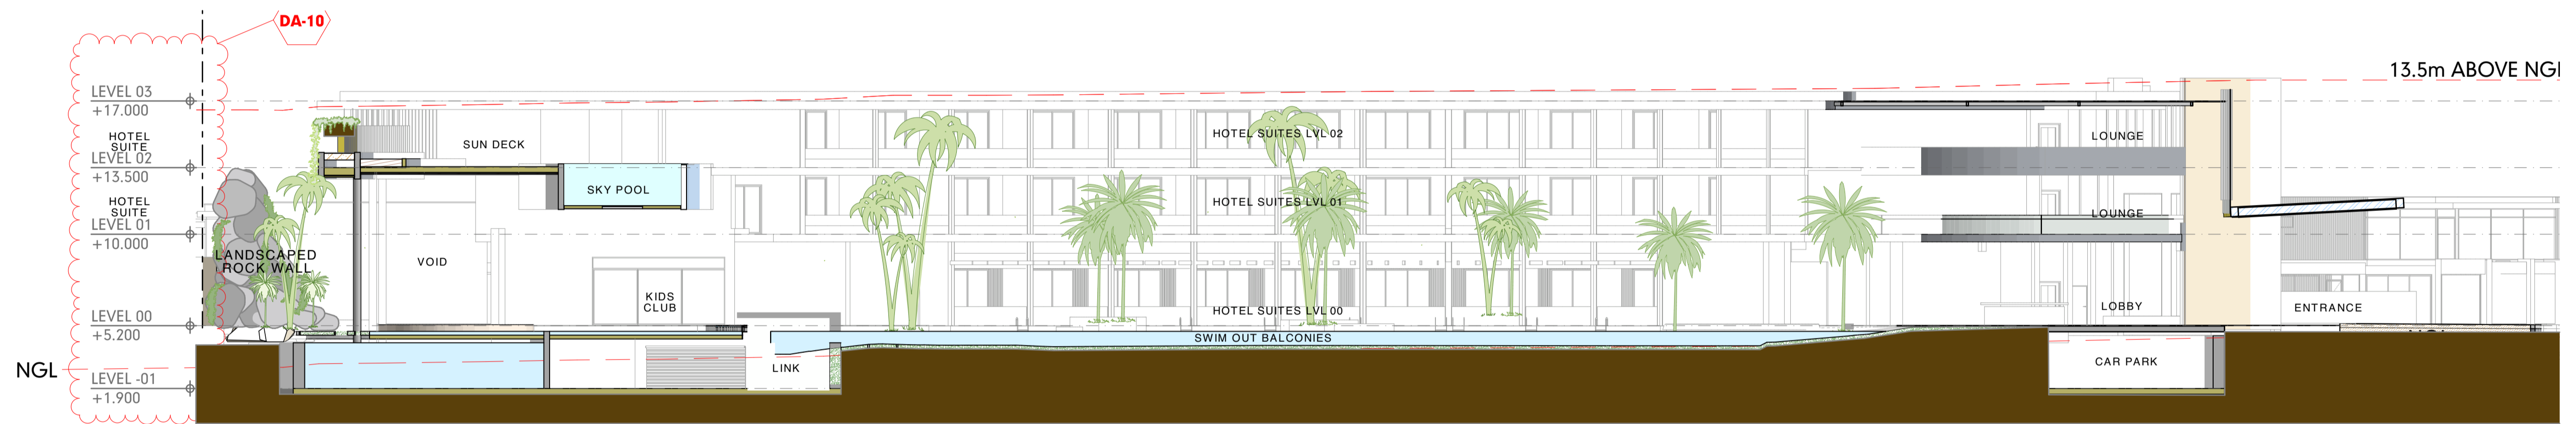 DA-10
13.5m ABOVE NGL
LEVEL 03
+17.000
HOTEL
SUITE
LEVEL 02
+13.500
HOTEL
SUITE
LEVEL 01
+10.000
LEVEL 00
+5.200
NGL
LEVEL -01
+1.900
LANDSCAPED
ROCK WALL
SUN DECK
SKY POOL
VOID
KIDS
CLUB
LINK
HOTEL SUITES LVL 02
HOTEL SUITES LVL 01
HOTEL SUITES LVL 00
SWIM OUT BALCONIES
LOUNGE
LOUNGE
LOBBY
CAR PARK
ENTRANCE